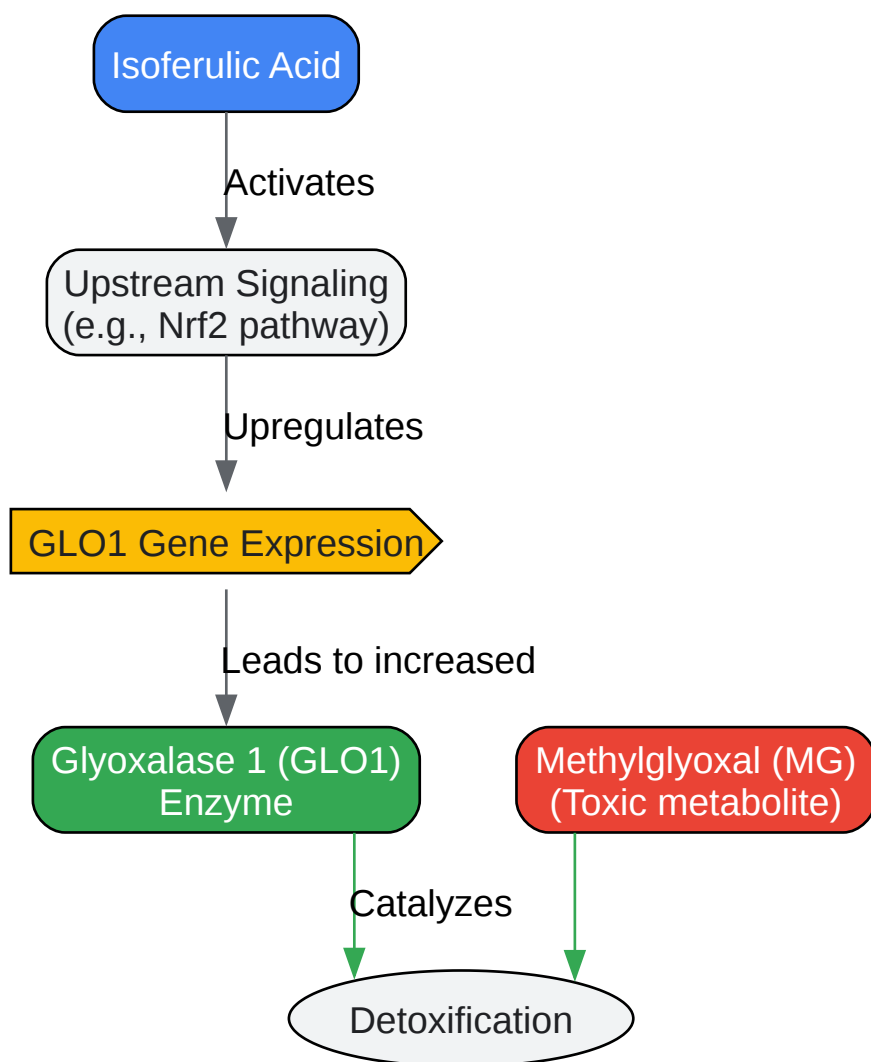 Isoferulic Acid
Activates
Upstream Signaling
(e.g., Nrf2 pathway)
Upregulates
GLO1 Gene Expression
Leads to increased
Glyoxalase 1 (GLO1)
Enzyme
Methylglyoxal (MG)
(Toxic metabolite)
Catalyzes
Detoxification